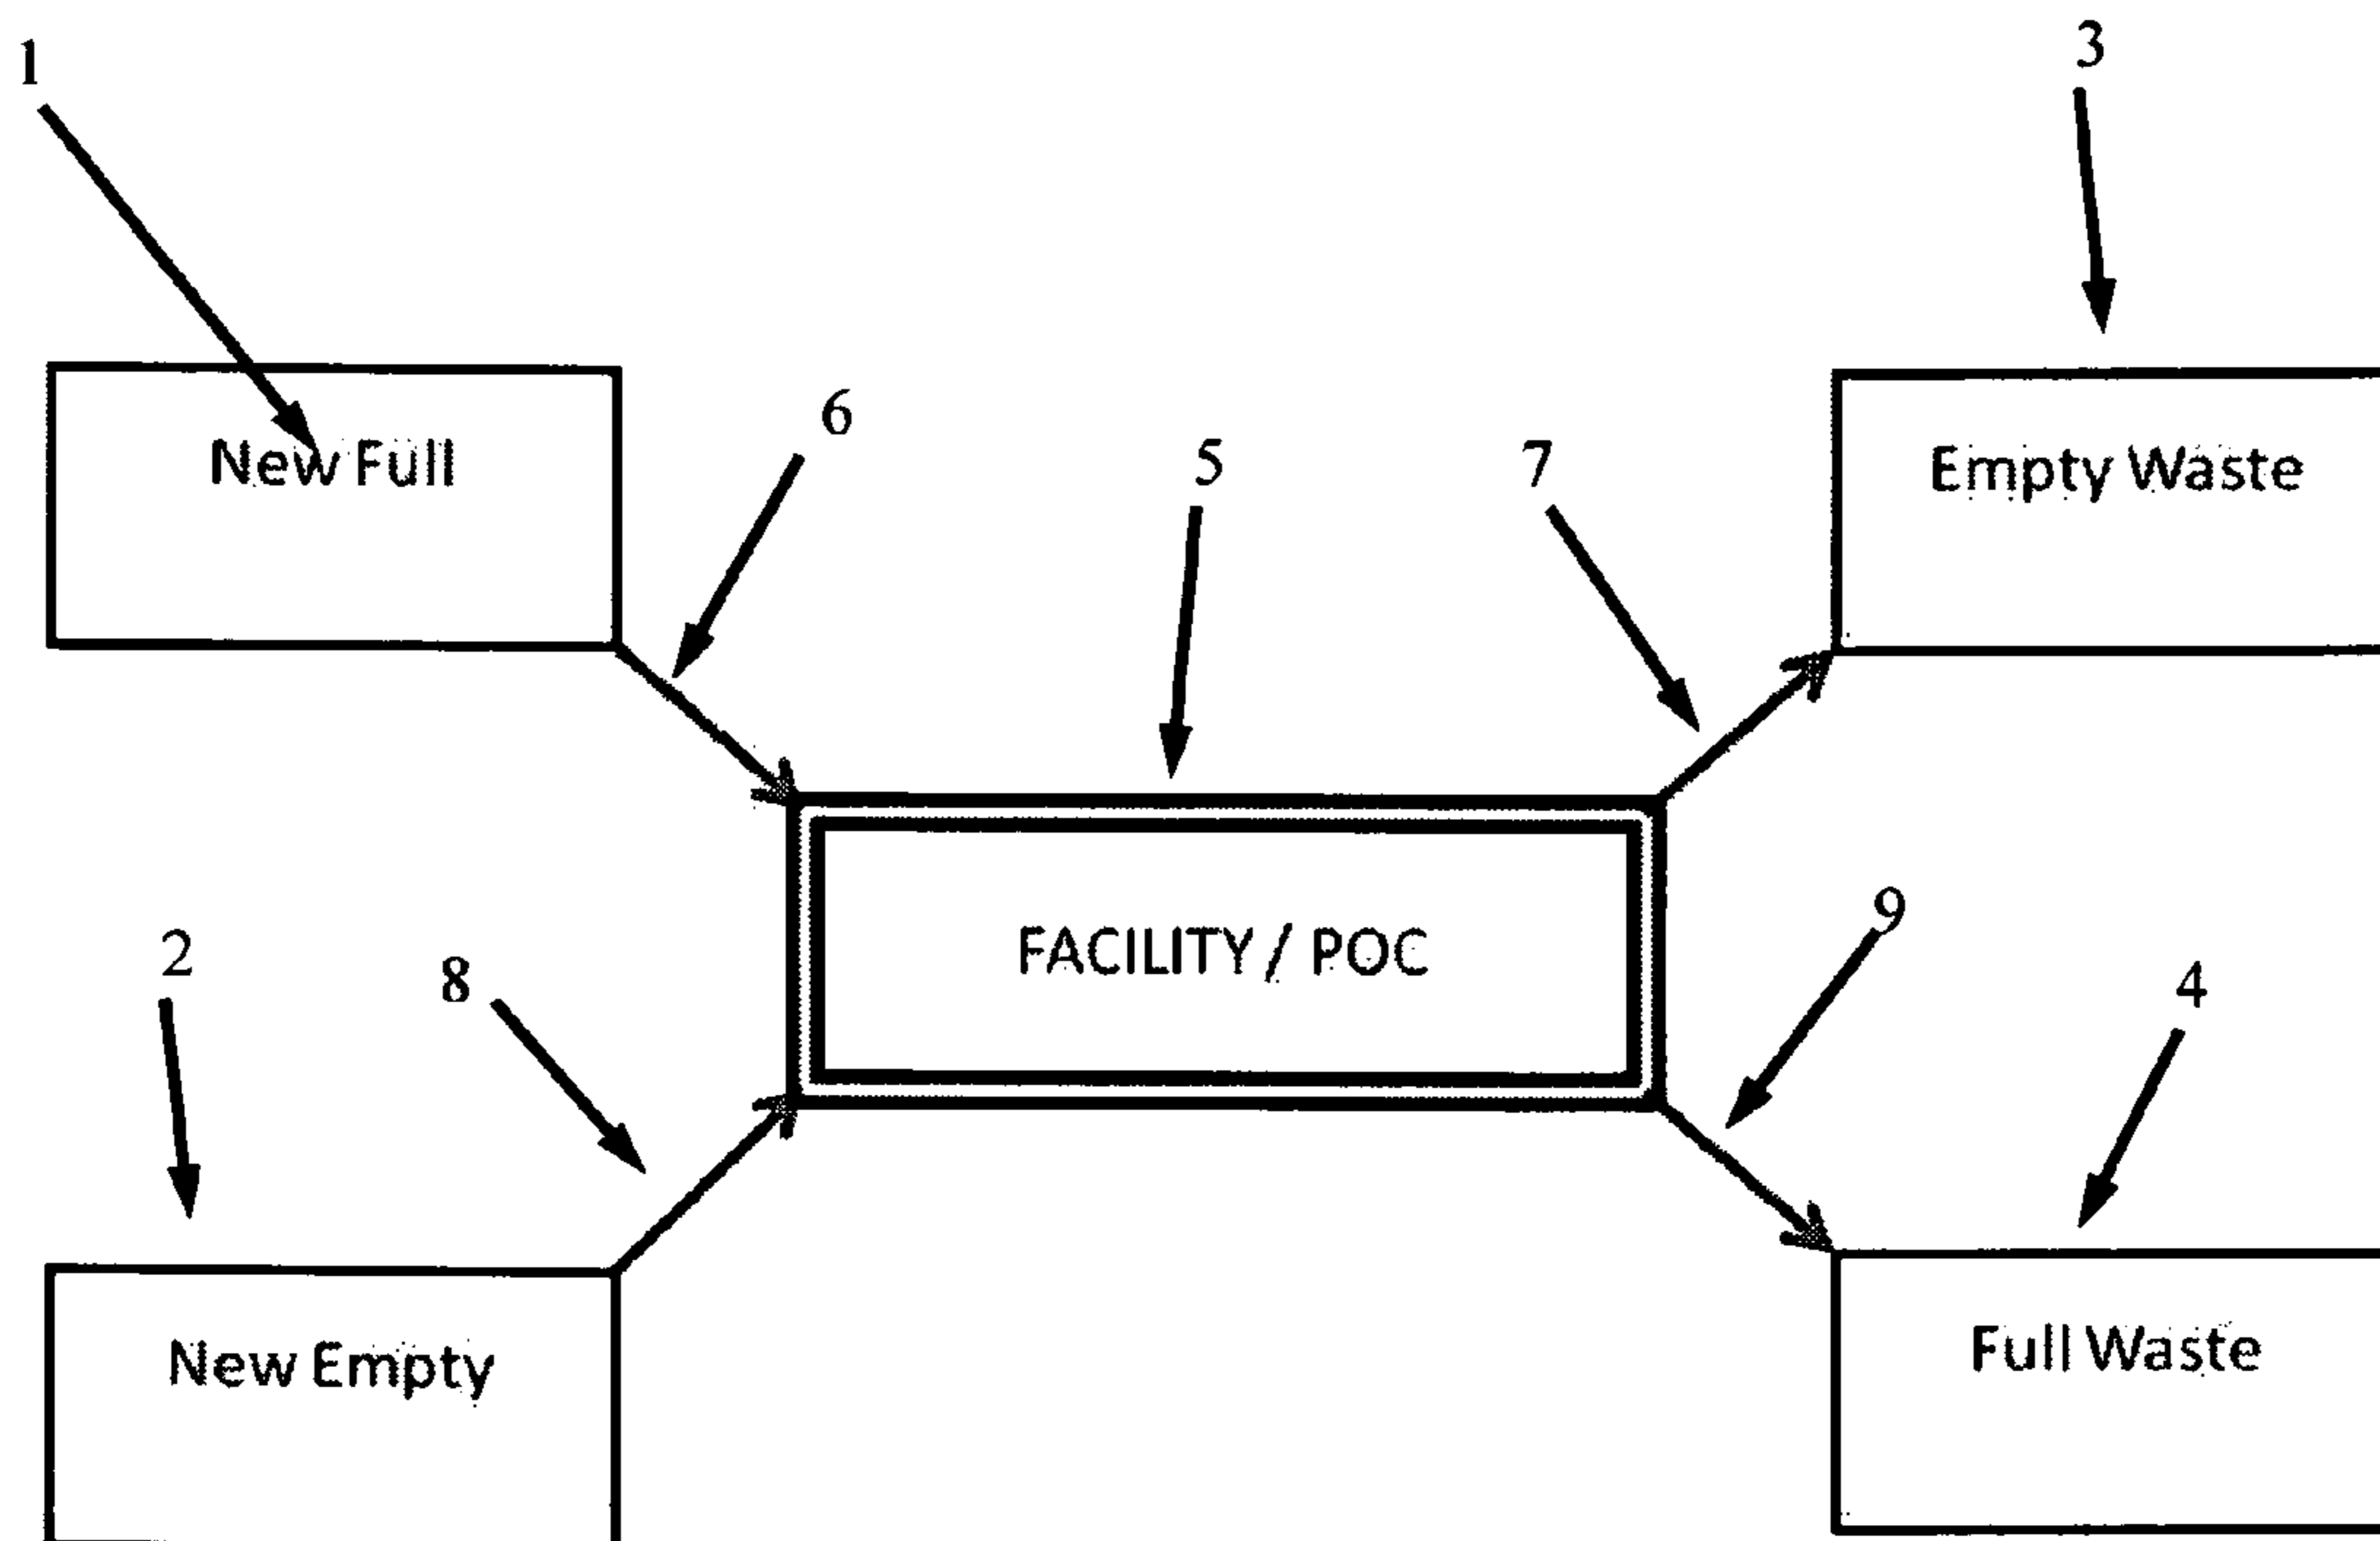 1
3
New Full
6
5
7
Empty Waste
FACILITY / POC
2
8
9
4
New Empty
Full Waste